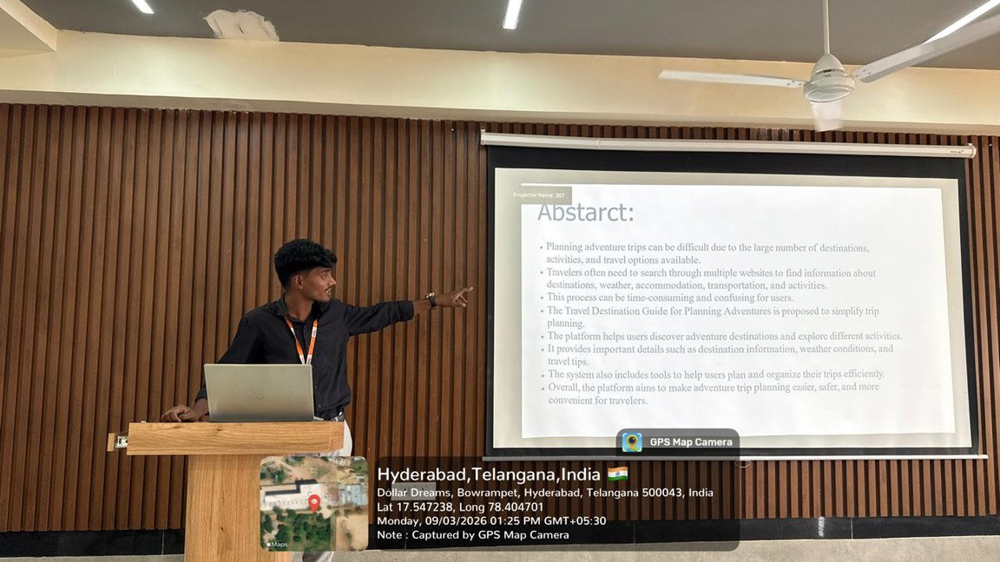 Projector Name: 307
Abstarct:
• Planning adventure trips can be difficult due to the large number of destinations,
activities, and travel options available.
• Travelers often need to search through multiple websites to find information about
destinations, weather, accommodation, transportation, and activities.
• This process can be time-consuming and confusing for users.
• The Travel Destination Guide for Planning Adventures is proposed to simplify trip
planning.
• The platform helps users discover adventure destinations and explore different activities.
• It provides important details such as destination information, weather conditions, and
travel tips.
• The system also includes tools to help users plan and organize their trips efficiently.
• Overall, the platform aims to make adventure trip planning easier, safer, and more
convenient for travelers.
GPS Map Camera
Hyderabad,Telangana,India
Dollar Dreams, Bowrampet, Hyderabad, Telangana 500043, India
Lat 17.547238, Long 78.404701
Monday, 09/03/2026 01:25 PM GMT+05:30
Note : Captured by GPS Map Camera
Maps